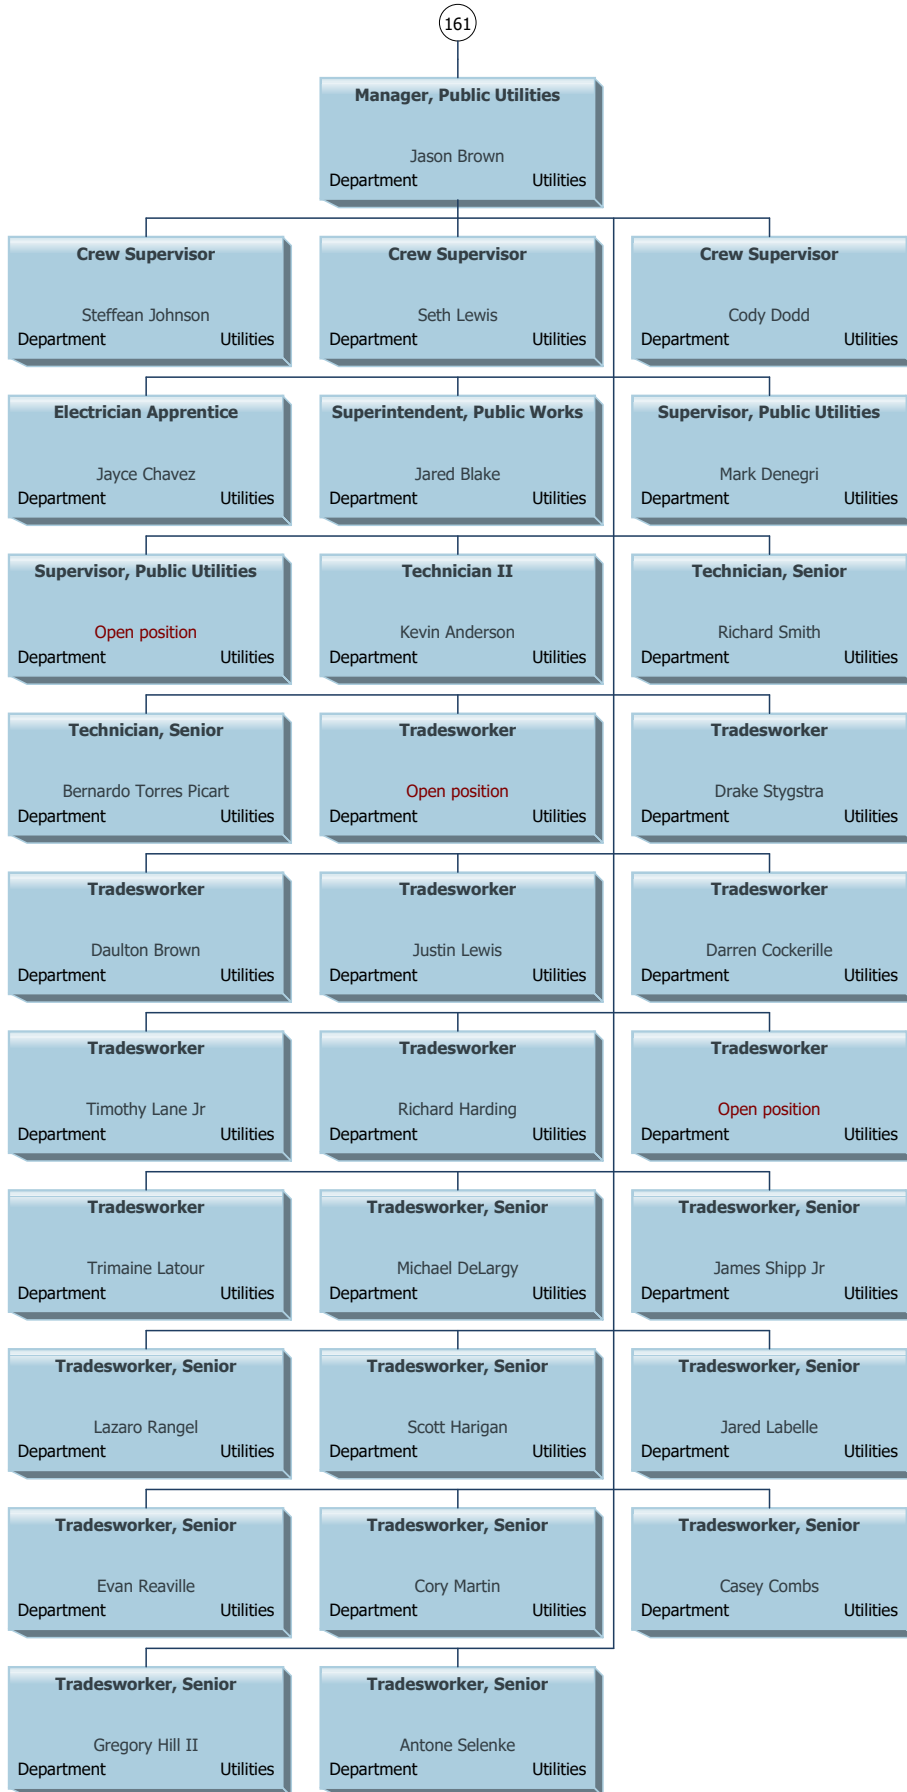 161
Manager, Public Utilities
Jason Brown
Department Utilities
Crew Supervisor
Steffean Johnson
Department Utilities
Crew Supervisor
Seth Lewis
Department Utilities
Crew Supervisor
Cody Dodd
Department Utilities
Electrician Apprentice
Jayce Chavez
Department Utilities
Superintendent, Public Works
Jared Blake
Department Utilities
Supervisor, Public Utilities
Mark Denegri
Department Utilities
Supervisor, Public Utilities
Open position
Department Utilities
Technician II
Kevin Anderson
Department Utilities
Technician, Senior
Richard Smith
Department Utilities
Technician, Senior
Bernardo Torres Picart
Department Utilities
Tradesworker
Open position
Department Utilities
Tradesworker
Drake Stygstra
Department Utilities
Tradesworker
Daulton Brown
Department Utilities
Tradesworker
Justin Lewis
Department Utilities
Tradesworker
Darren Cockerille
Department Utilities
Tradesworker
Timothy Lane Jr
Department Utilities
Tradesworker
Richard Harding
Department Utilities
Tradesworker
Open position
Department Utilities
Tradesworker
Trimaine Latour
Department Utilities
Tradesworker, Senior
Michael DeLargy
Department Utilities
Tradesworker, Senior
James Shipp Jr
Department Utilities
Tradesworker, Senior
Lazaro Rangel
Department Utilities
Tradesworker, Senior
Scott Harigan
Department Utilities
Tradesworker, Senior
Jared Labelle
Department Utilities
Tradesworker, Senior
Evan Reaville
Department Utilities
Tradesworker, Senior
Cory Martin
Department Utilities
Tradesworker, Senior
Casey Combs
Department Utilities
Tradesworker, Senior
Gregory Hill II
Department Utilities
Tradesworker, Senior
Antone Selenke
Department Utilities